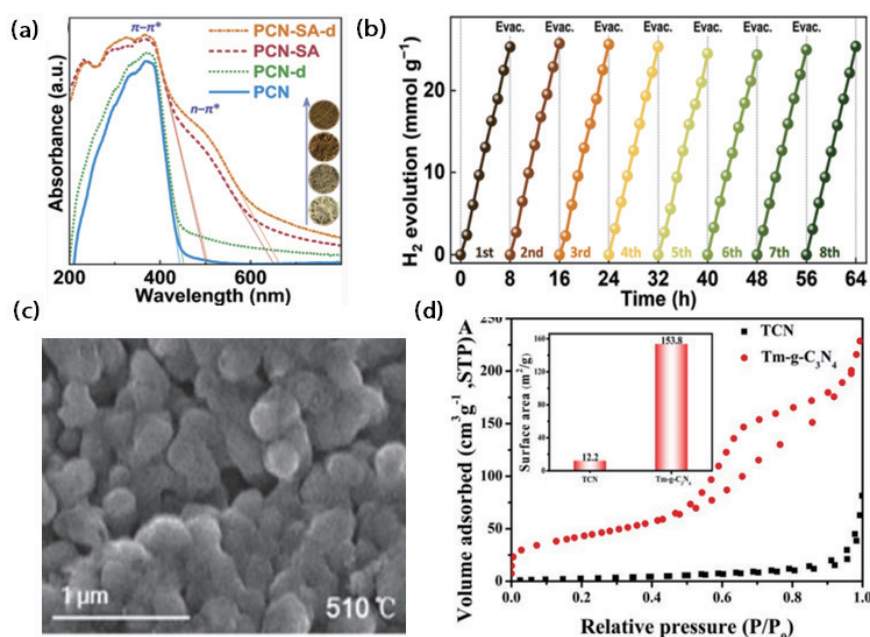 (a)
π–π*
PCN-SA-d
PCN-SA
PCN-d
PCN
n–π*
Absorbance (a.u.)
200 300 400 500 600 700
Wavelength (nm)
(b)
Evac. Evac. Evac. Evac. Evac. Evac. Evac. Evac.
H₂ evolution (mmol g⁻¹)
20
10
0
1st 2nd 3rd 4th 5th 6th 7th 8th
0 8 16 24 32 40 48 56 64
Time (h)
(c)
1 μm
510 ℃
(d)
A
Volume adsorbed (cm³ g⁻¹ ,STP)
250
200
150
100
50
0
Surface area (m²/g)
160
120
80
40
0
12.2
153.8
TCN Tm-g-C₃N₄
TCN
Tm-g-C₃N₄
0.0 0.2 0.4 0.6 0.8 1.0
Relative pressure (P/P₀)